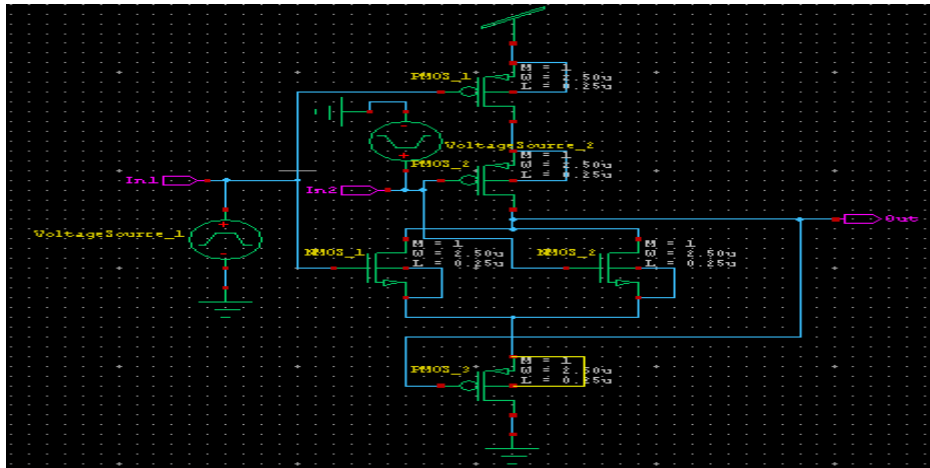 PMOS_1
M = 1
W = 2.50u
L = 0.25u
VoltageSource_2
PMOS_2
M = 1
W = 2.50u
L = 0.25u
In1
In2
Out
VoltageSource_1
NMOS_1
M = 1
W = 2.50u
L = 0.25u
NMOS_2
M = 1
W = 2.50u
L = 0.25u
PMOS_3
M = 1
W = 2.50u
L = 0.25u